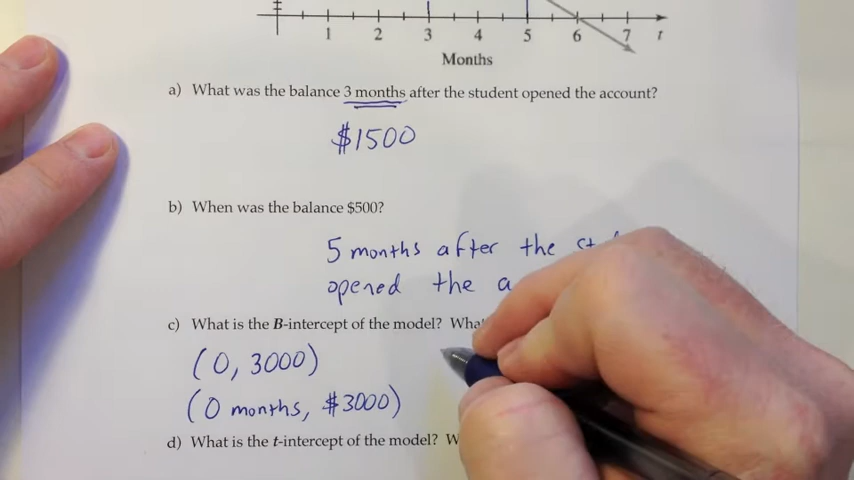 1 2 3 4 5 6 7 t
Months
a) What was the balance 3 months after the student opened the account?
$1500
b) When was the balance $500?
5 months after the
opened the a
c) What is the B-intercept of the model?
(0, 3000)
(0 months, $3000)
d) What is the t-intercept of the model?